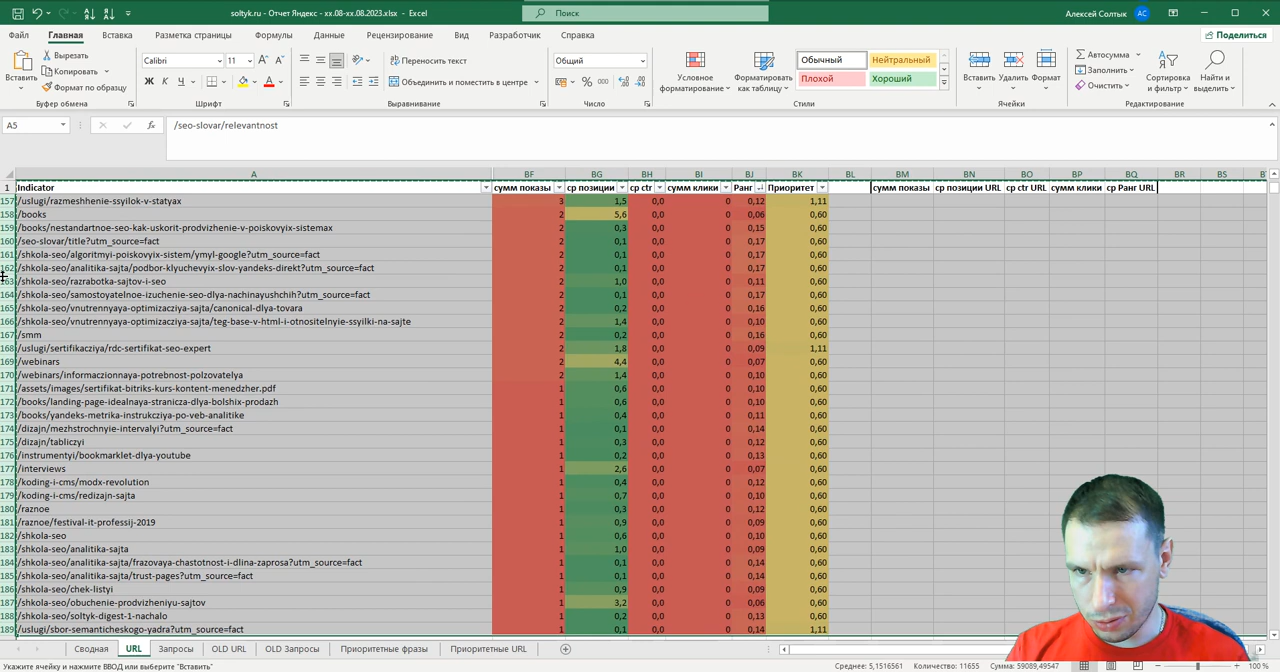 soltyk.ru - Отчет Яндекс - xx.08-xx.08.2023.xlsx - Excel
Поиск
Алексей Солтык АС
Файл Главная Вставка Разметка страницы Формулы Данные Рецензирование Вид Разработчик Справка Поделиться
Вставить
Вырезать
Копировать
Формат по образцу
Буфер обмена
Calibri 11
Ж К Ч
Шрифт
Переносить текст
Объединить и поместить в центре
Выравнивание
Общий
% 000
Число
Условное форматирование
Форматировать как таблицу
Обычный Нейтральный
Плохой Хороший
Стили
Вставить Удалить Формат
Ячейки
Автосумма
Заполнить
Очистить
Сортировка и фильтр
Найти и выделить
Редактирование
A5 fx /seo-slovar/relevantnost
A BF BG BH BI BJ BK BL BM BN BO BP BQ BR BS
1 Indicator сумм показы ср позиции ср ctr сумм клики Ранг Приоритет сумм показы ср позиции URL ср ctr URL сумм клики ср Ранг URL
157 /uslugi/razmeshhenie-ssyilok-v-statyax 3 1,5 0,0 0 0,12 1,11
158 /books 2 5,6 0,0 0 0,06 0,60
159 /books/nestandartnoe-seo-kak-uskorit-prodvizhenie-v-poiskovyix-sistemax 2 0,3 0,0 0 0,15 0,60
160 /seo-slovar/title?utm_source=fact 2 0,1 0,0 0 0,17 0,60
161 /shkola-seo/algoritmyi-poiskovyix-sistem/ymyl-google?utm_source=fact 2 0,1 0,0 0 0,17 0,60
162 /shkola-seo/analitika-sajta/podbor-klyuchevyix-slov-yandeks-direkt?utm_source=fact 2 0,1 0,0 0 0,17 0,60
163 /shkola-seo/razrabotka-sajtov-i-seo 2 1,0 0,0 0 0,11 0,60
164 /shkola-seo/samostoyatelnoe-izuchenie-seo-dlya-nachinayushchih?utm_source=fact 2 0,1 0,0 0 0,17 0,60
165 /shkola-seo/vnutrennyaya-optimizacziya-sajta/canonical-dlya-tovara 2 0,2 0,0 0 0,16 0,60
166 /shkola-seo/vnutrennyaya-optimizacziya-sajta/teg-base-v-html-i-otnositelnyie-ssyilki-na-sajte 2 1,4 0,0 0 0,10 0,60
167 /smm 2 0,2 0,0 0 0,16 0,60
168 /uslugi/sertifikacziya/rdc-sertifikat-seo-expert 2 1,8 0,0 0 0,09 1,11
169 /webinars 2 4,4 0,0 0 0,07 0,60
170 /webinars/informaczionnaya-potrebnost-polzovatelya 2 1,4 0,0 0 0,10 0,60
171 /assets/images/sertifikat-bitriks-kurs-kontent-menedzher.pdf 1 0,6 0,0 0 0,10 0,60
172 /books/landing-page-idealnaya-stranicza-dlya-bolshix-prodazh 1 0,6 0,0 0 0,10 0,60
173 /books/yandeks-metrika-instrukcziya-po-veb-analitike 1 0,4 0,0 0 0,11 0,60
174 /dizajn/mezhstrochnyie-intervalyi?utm_source=fact 1 0,1 0,0 0 0,14 0,60
175 /dizajn/tabliczyi 1 0,3 0,0 0 0,12 0,60
176 /instrumentyi/bookmarklet-dlya-youtube 1 0,2 0,0 0 0,13 0,60
177 /interviews 1 2,6 0,0 0 0,07 0,60
178 /koding-i-cms/modx-revolution 1 0,4 0,0 0 0,12 0,60
179 /koding-i-cms/redizajn-sajta 1 0,7 0,0 0 0,10 0,60
180 /raznoe 1 0,3 0,0 0 0,12 0,60
181 /raznoe/festival-it-professij-2019 1 0,9 0,0 0 0,09 0,60
182 /shkola-seo 1 0,6 0,0 0 0,10 0,60
183 /shkola-seo/analitika-sajta 1 1,0 0,0 0 0,09 0,60
184 /shkola-seo/analitika-sajta/frazovaya-chastotnost-i-dlina-zaprosa?utm_source=fact 1 0,1 0,0 0 0,14 0,60
185 /shkola-seo/analitika-sajta/trust-pages?utm_source=fact 1 0,1 0,0 0 0,14 0,60
186 /shkola-seo/chek-listyi 1 0,9 0,0 0 0,09 0,60
187 /shkola-seo/obuchenie-prodvizheniyu-sajtov 1 3,2 0,0 0 0,06 0,60
188 /shkola-seo/soltyk-digest-1-nachalo 1 0,2 0,0 0 0,13 0,60
189 /uslugi/sbor-semanticheskogo-yadra?utm_source=fact 1 0,1 0,0 0 0,14 1,11
Сводная URL Запросы OLD URL OLD Запросы Приоритетные фразы Приоритетные URL
Укажите ячейку и нажмите ВВОД или выберите "Вставить" Среднее: 5,1516561 Количество: 11655 Сумма: 59089,49547 100 %